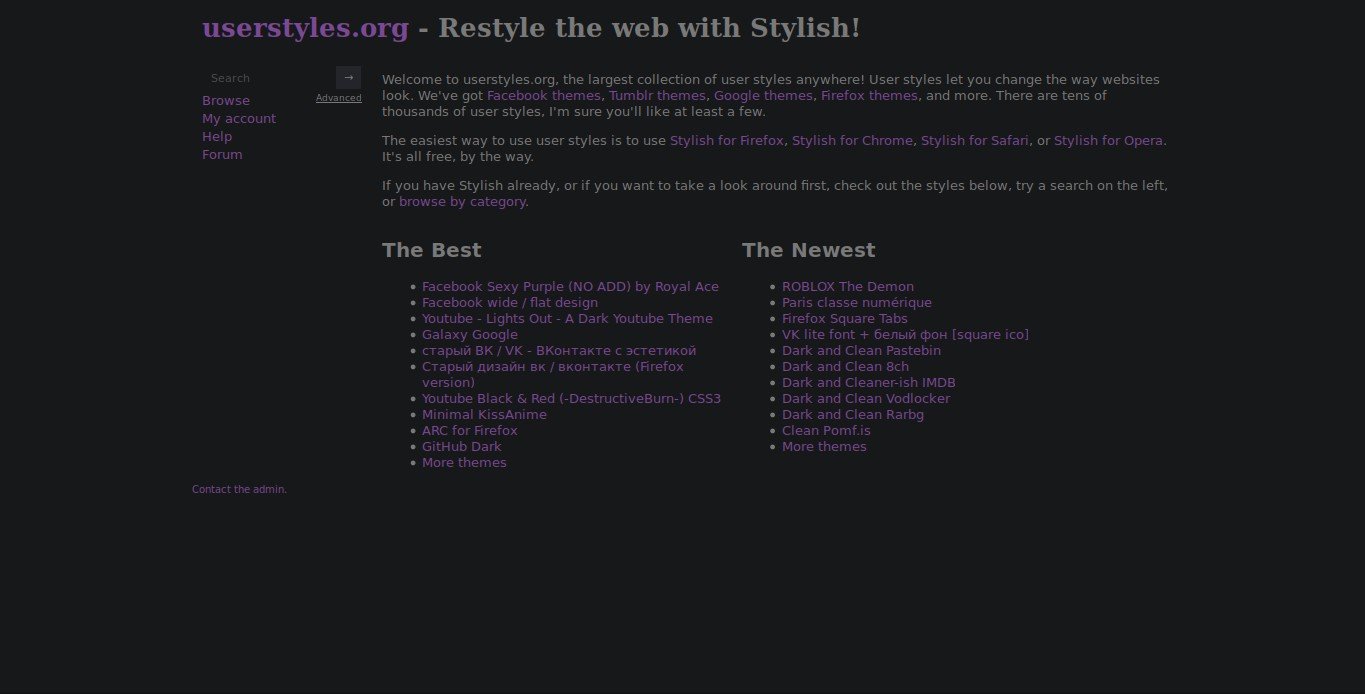 userstyles.org - Restyle the web with Stylish!
Search
→
Advanced
Browse
My account
Help
Forum
Welcome to userstyles.org, the largest collection of user styles anywhere! User styles let you change the way websites
look. We've got Facebook themes, Tumblr themes, Google themes, Firefox themes, and more. There are tens of
thousands of user styles, I'm sure you'll like at least a few.
The easiest way to use user styles is to use Stylish for Firefox, Stylish for Chrome, Stylish for Safari, or Stylish for Opera.
It's all free, by the way.
If you have Stylish already, or if you want to take a look around first, check out the styles below, try a search on the left,
or browse by category.
The Best
Facebook Sexy Purple (NO ADD) by Royal Ace
Facebook wide / flat design
Youtube - Lights Out - A Dark Youtube Theme
Galaxy Google
старый ВК / VK - ВКонтакте с эстетикой
Старый дизайн вк / вконтакте (Firefox
version)
Youtube Black & Red (-DestructiveBurn-) CSS3
Minimal KissAnime
ARC for Firefox
GitHub Dark
More themes
The Newest
ROBLOX The Demon
Paris classe numérique
Firefox Square Tabs
VK lite font + белый фон [square ico]
Dark and Clean Pastebin
Dark and Clean 8ch
Dark and Cleaner-ish IMDB
Dark and Clean Vodlocker
Dark and Clean Rarbg
Clean Pomf.is
More themes
Contact the admin.